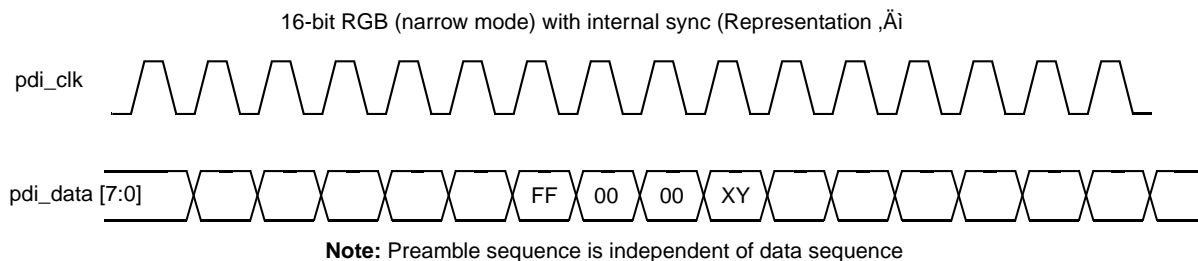 16-bit RGB (narrow mode) with internal sync (Representation ‚Äì
pdi_clk
pdi_data [7:0]
FF 00 00 XY
Note: Preamble sequence is independent of data sequence